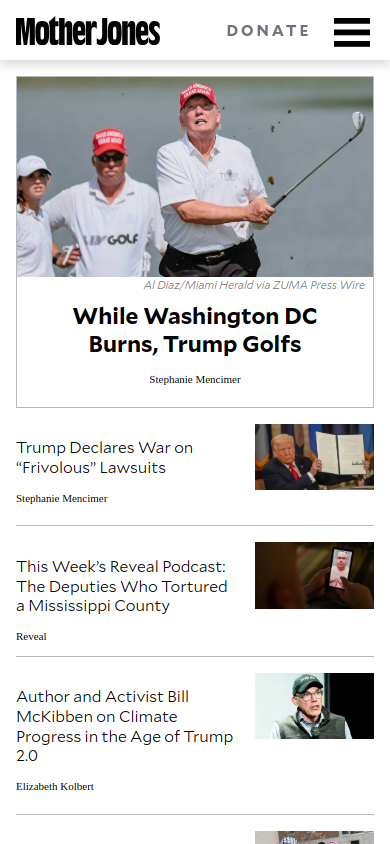 Mother Jones
DONATE
Al Diaz/Miami Herald via ZUMA Press Wire
While Washington DC
Burns, Trump Golfs
Stephanie Mencimer
Trump Declares War on
“Frivolous” Lawsuits
Stephanie Mencimer
This Week’s Reveal Podcast:
The Deputies Who Tortured
a Mississippi County
Reveal
Author and Activist Bill
McKibben on Climate
Progress in the Age of Trump
2.0
Elizabeth Kolbert